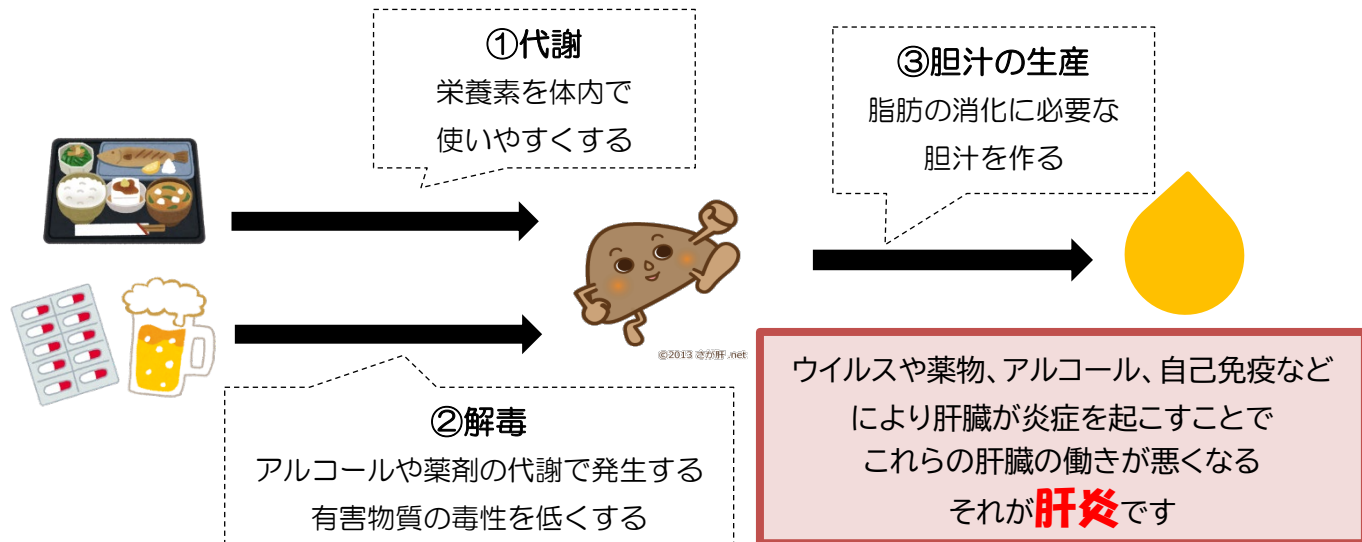 ①代謝
栄養素を体内で
使いやすくする
③胆汁の生産
脂肪の消化に必要な
胆汁を作る
©2013 さが肝.net
②解毒
アルコールや薬剤の代謝で発生する
有害物質の毒性を低くする
ウイルスや薬物、アルコール、自己免疫など
により肝臓が炎症を起こすことで
これらの肝臓の働きが悪くなる
それが肝炎です